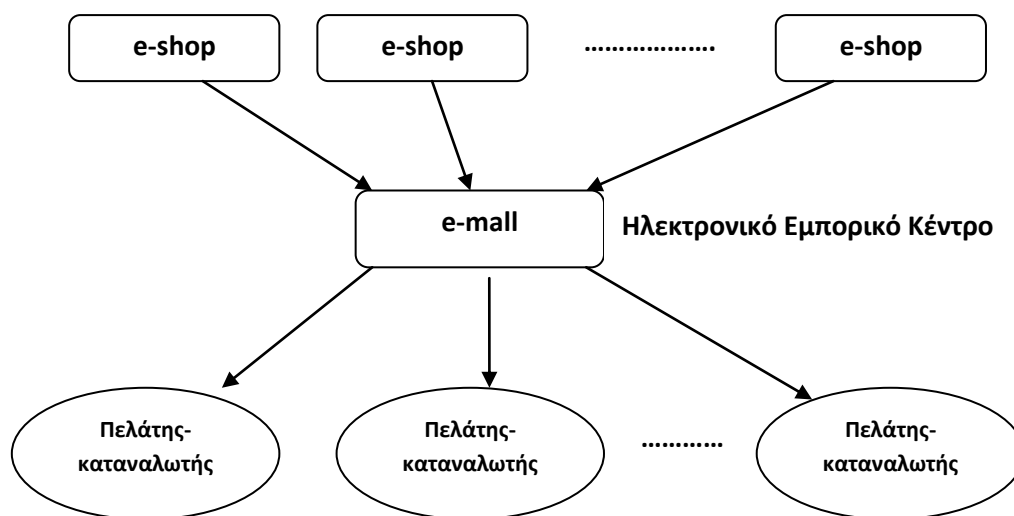 e-shop e-shop ...................... e-shop
e-mall Ηλεκτρονικό Εμπορικό Κέντρο
Πελάτης-
καταναλωτής
Πελάτης-
καταναλωτής
............
Πελάτης-
καταναλωτής